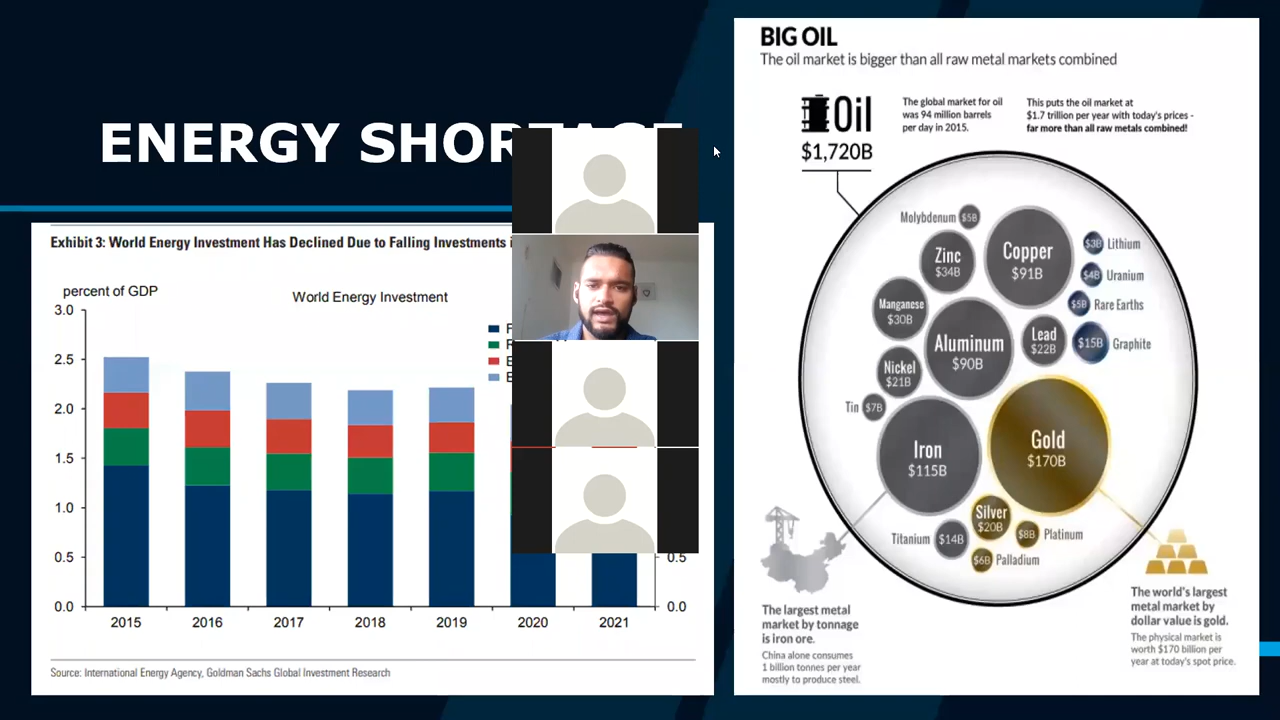 ENERGY SHORTAGE
Exhibit 3: World Energy Investment Has Declined Due to Falling Investments
percent of GDP
World Energy Investment
3.0
2.5
2.0
1.5
1.0
0.5
0.0
0.5
0.0
2015
2016
2017
2018
2019
2020
2021
Source: International Energy Agency, Goldman Sachs Global Investment Research
BIG OIL
The oil market is bigger than all raw metal markets combined
Oil
$1,720B
The global market for oil
was 94 million barrels
per day in 2015.
This puts the oil market at
$1.7 trillion per year with today's prices -
far more than all raw metals combined!
Molybdenum $5B
Copper
$91B
Zinc
$34B
$3B Lithium
$4B Uranium
$5B Rare Earths
Manganese
$30B
Aluminum
$90B
Lead
$22B
$15B Graphite
Nickel
$21B
Tin $7B
Iron
$115B
Gold
$170B
Silver
$20B
Titanium $14B
$8B Platinum
$6B Palladium
The largest metal
market by tonnage
is iron ore.
China alone consumes
1 billion tonnes per year
mostly to produce steel.
The world's largest
metal market by
dollar value is gold.
The physical market is
worth $170 billion per
year at today's spot price.